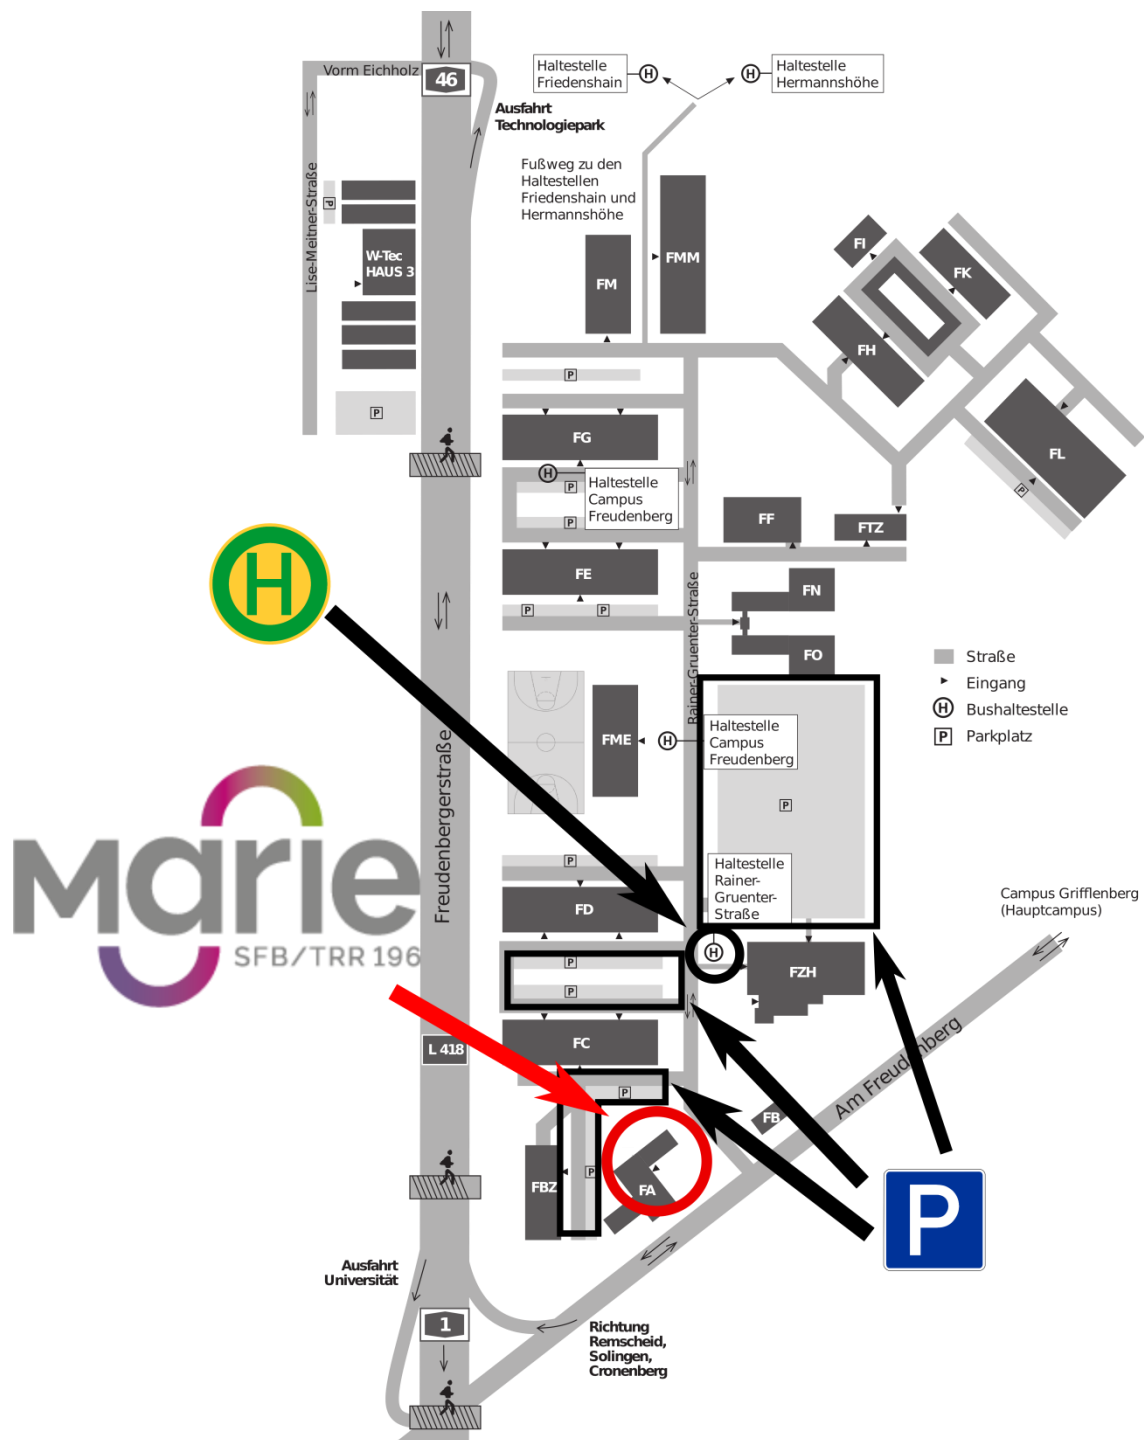 Vorm Eichholz
46
Ausfahrt
Technologiepark
Haltestelle
Friedenshain
H
H
Haltestelle
Hermannshöhe
Fußweg zu den
Haltestellen
Friedenshain und
Hermannshöhe
Lise-Meitner-Straße
P
W-Tec
HAUS 3
P
FM
FMM
FI
FK
FH
FL
P
P
FG
H
Haltestelle
Campus
Freudenberg
P
P
FF
FTZ
FE
P
P
FN
FO
Rainer-Gruenter-Straße
H
Straße
Eingang
H
Bushaltestelle
P
Parkplatz
FME
H
Haltestelle
Campus
Freudenberg
P
Freudenbergerstraße
Marie
SFB/TRR 196
P
FD
Haltestelle
Rainer-
Gruenter-
Straße
H
Campus Grifflenberg
(Hauptcampus)
P
P
FZH
FC
L 418
P
Am Freudenberg
FB
FBZ
P
FA
P
Ausfahrt
Universität
1
Richtung
Remscheid,
Solingen,
Cronenberg